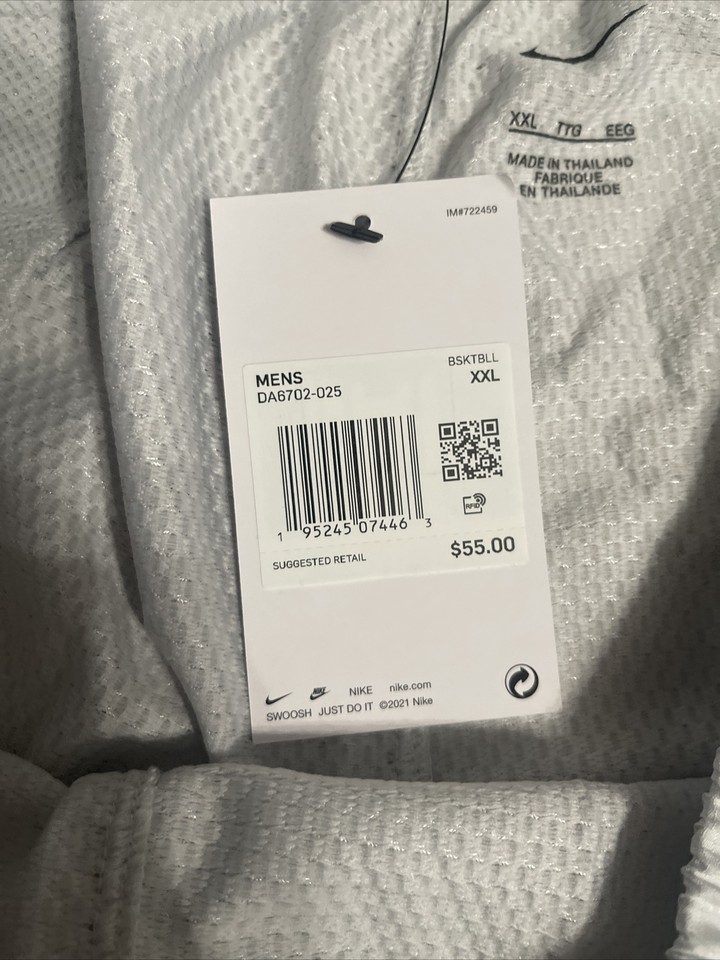 XXL TTG EEG
MADE IN THAILAND
FABRIQUE
EN THAILANDE
IM#722459
MENS
DA6702-025
BSKTBLL
XXL
RFID
1 95245 07446 3
SUGGESTED RETAIL
$55.00
NIKE nike.com
SWOOSH JUST DO IT ©2021 Nike